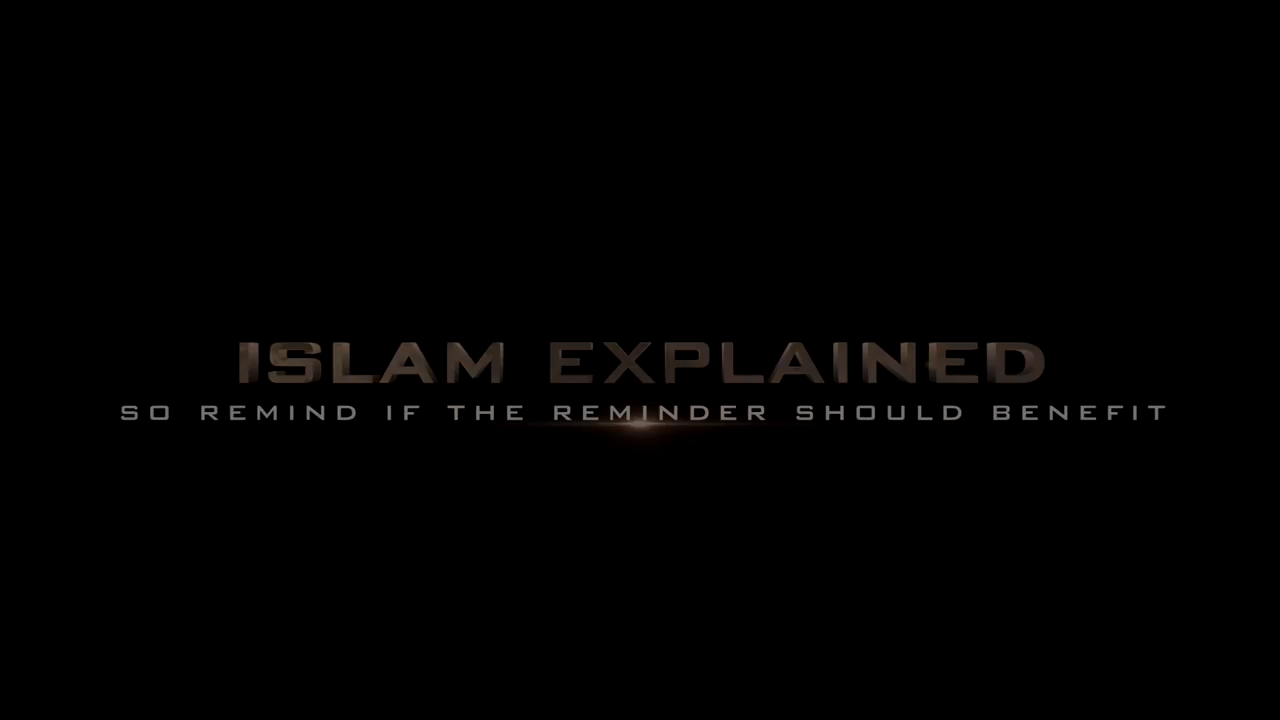 ISLAM EXPLAINED
SO REMIND IF THE REMINDER SHOULD BENEFIT